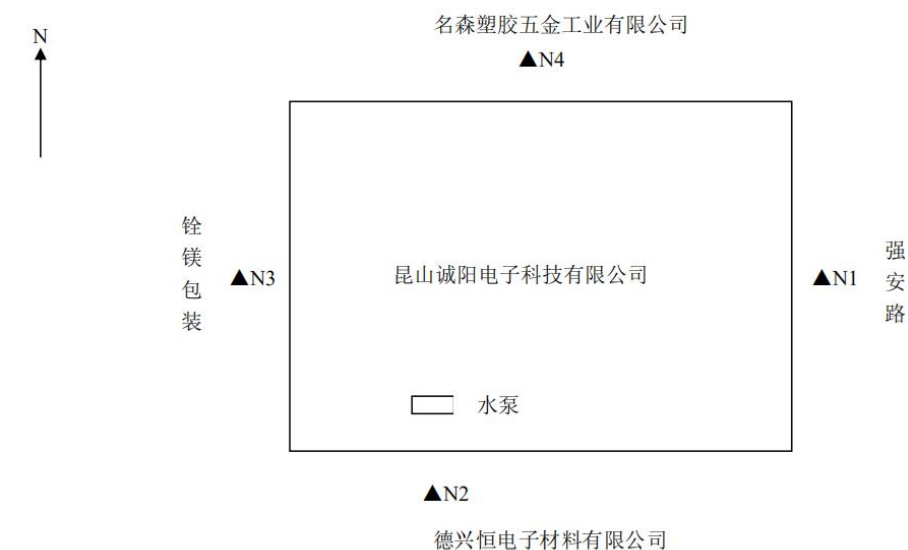 名森塑胶五金工业有限公司
N
▲N4
铨镁包装
▲N3
昆山诚阳电子科技有限公司
▲N1
强安路
水泵
▲N2
德兴恒电子材料有限公司